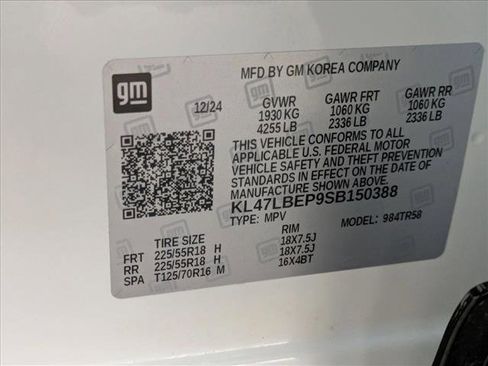 MFD BY GM KOREA COMPANY
gm
12/24 GVWR GAWR FRT GAWR RR
1930 KG 1060 KG 1060 KG
4255 LB 2336 LB 2336 LB
THIS VEHICLE CONFORMS TO ALL
APPLICABLE U.S. FEDERAL MOTOR
VEHICLE SAFETY AND THEFT PREVENTION
STANDARDS IN EFFECT ON THE DATE OF
MANUFACTURE SHOWN ABOVE.
KL47LBEP9SB150388
TYPE: MPV MODEL: 984TR58
TIRE SIZE RIM
FRT 225/55R18 H 18X7.5J
RR 225/55R18 H 18X7.5J
SPA T125/70R16 M 16X4BT